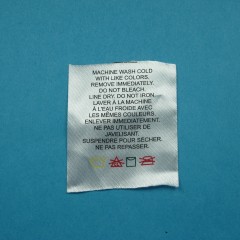 MACHINE WASH COLD
WITH LIKE COLORS.
REMOVE IMMEDIATELY.
DO NOT BLEACH.
LINE DRY. DO NOT IRON.
LAVER À LA MACHINE
À L'EAU FROIDE AVEC
LES MÊMES COULEURS.
ENLEVER IMMEDIATEMENT.
NE PAS UTILISER DE
JAVELISANT.
SUSPENDRE POUR SÉCHER.
NE PAS REPASSER.